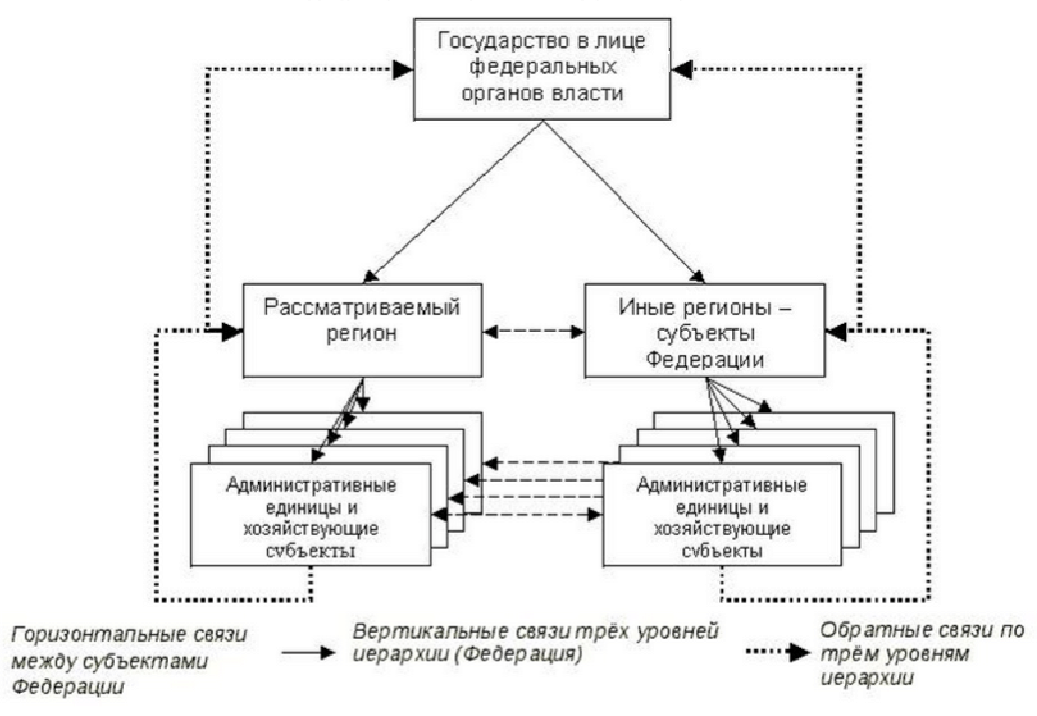 Государство в лице
федеральных
органов власти
Рассматриваемый
регион
Иные регионы –
субъекты
Федерации
Административные
единицы и
хозяйствующие
субъекты
Административные
единицы и
хозяйствующие
субъекты
Горизонтальные связи
между субъектами
Федерации
Вертикальные связи трёх уровней
иерархии (Федерация)
Обратные связи по
трём уровням
иерархии